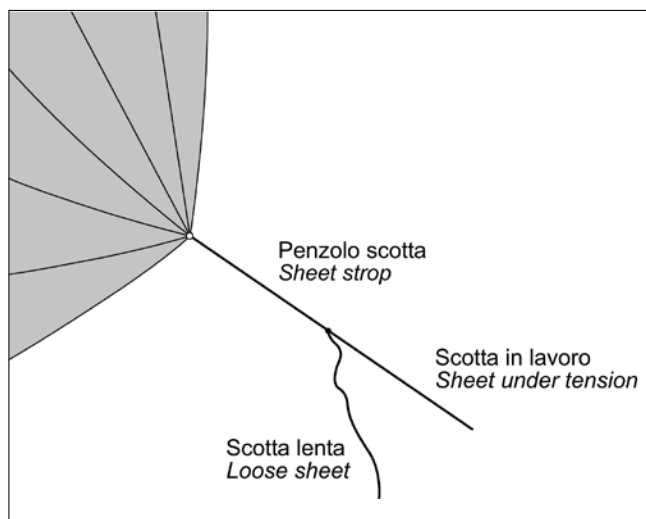 Penzolo scotta
Sheet strop
Scotta in lavoro
Sheet under tension
Scotta lenta
Loose sheet